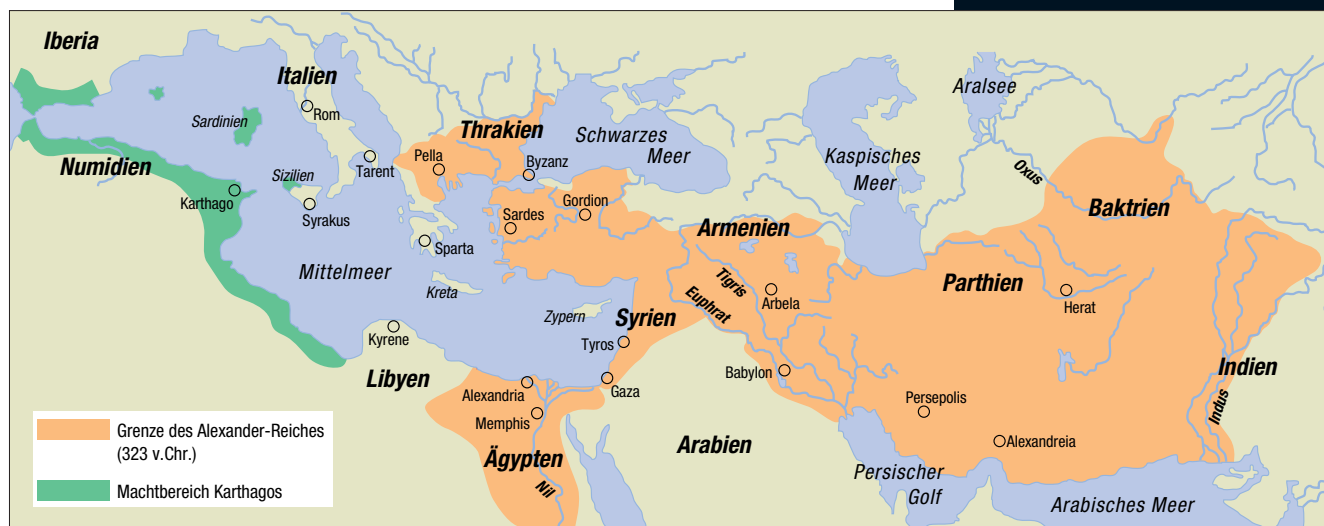 Iberia
Italien
Rom
Sardinien
Numidien
Karthago
Sizilien
Syrakus
Tarent
Mittelmeer
Thrakien
Pella
Byzanz
Schwarzes
Meer
Sardes
Gordion
Sparta
Kreta
Zypern
Kyrene
Libyen
Alexandria
Memphis
Ägypten
Nil
Syrien
Tyros
Gaza
Armenien
Tigris
Euphrat
Arbela
Babylon
Arabien
Kaspisches
Meer
Aralsee
Oxus
Baktrien
Parthien
Herat
Persepolis
Alexandreia
Indien
Indus
Persischer
Golf
Arabisches Meer
Grenze des Alexander-Reiches
(323 v.Chr.)
Machtbereich Karthagos